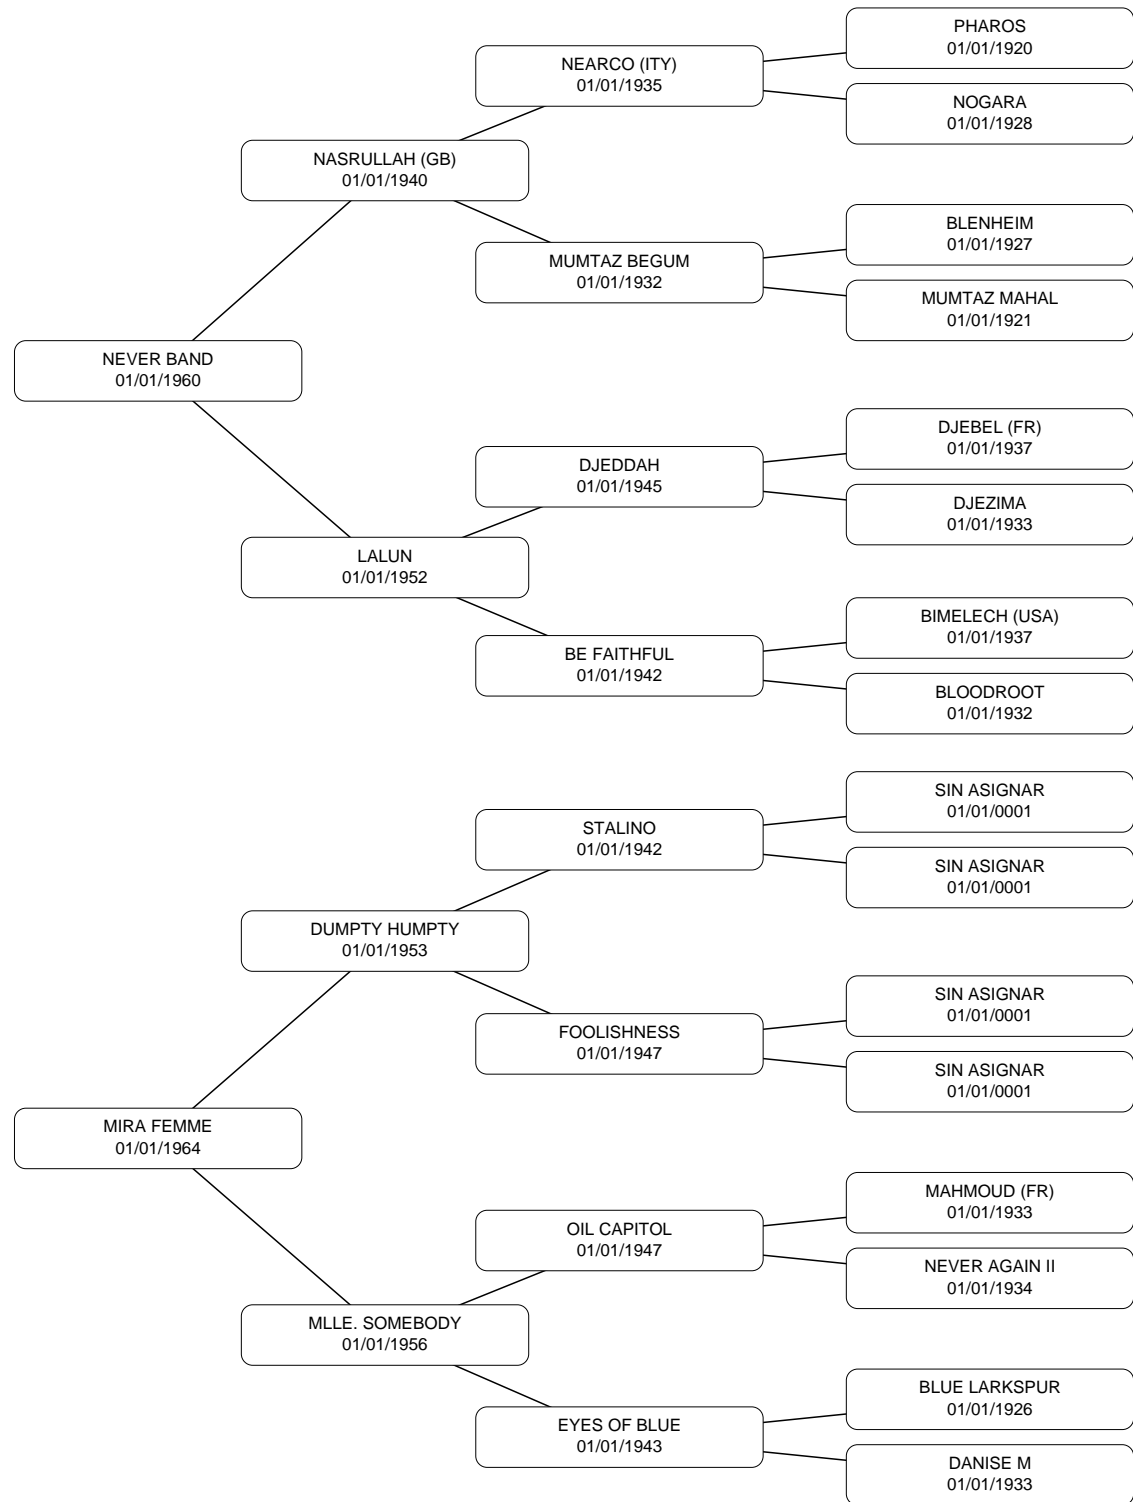 PHAROS
01/01/1920
NEARCO (ITY)
01/01/1935
NOGARA
01/01/1928
NASRULLAH (GB)
01/01/1940
BLENHEIM
01/01/1927
MUMTAZ BEGUM
01/01/1932
MUMTAZ MAHAL
01/01/1921
NEVER BAND
01/01/1960
DJEBEL (FR)
01/01/1937
DJEDDAH
01/01/1945
DJEZIMA
01/01/1933
LALUN
01/01/1952
BIMELECH (USA)
01/01/1937
BE FAITHFUL
01/01/1942
BLOODROOT
01/01/1932
SIN ASIGNAR
01/01/0001
STALINO
01/01/1942
SIN ASIGNAR
01/01/0001
DUMPTY HUMPTY
01/01/1953
SIN ASIGNAR
01/01/0001
FOOLISHNESS
01/01/1947
SIN ASIGNAR
01/01/0001
MIRA FEMME
01/01/1964
MAHMOUD (FR)
01/01/1933
OIL CAPITOL
01/01/1947
NEVER AGAIN II
01/01/1934
MLLE. SOMEBODY
01/01/1956
BLUE LARKSPUR
01/01/1926
EYES OF BLUE
01/01/1943
DANISE M
01/01/1933